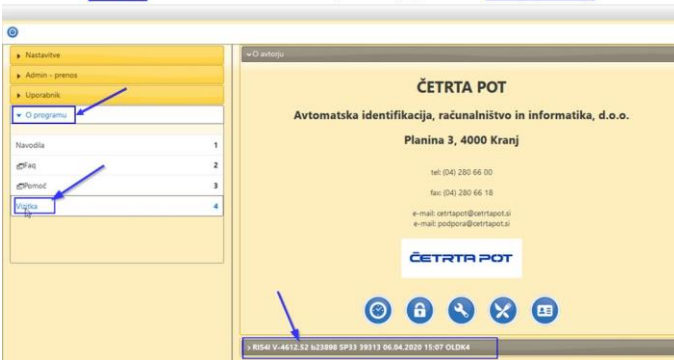 Nastavitve
Admin - prenos
Uporabnik
O programu
Navodila 1
Faq 2
Pomoč 3
Vizitka 4
O avtorju
ČETRTA POT
Avtomatska identifikacija, računalništvo in informatika, d.o.o.
Planina 3, 4000 Kranj
tel: (04) 280 66 00
fax: (04) 280 66 18
e-mail: cetrtapot@cetrtapot.si
e-mail: podpora@cetrtapot.si
ČETRTA POT
> RIS4I V-4612.52 b23898 SP33 39313 06.04.2020 15:07 OLDK4